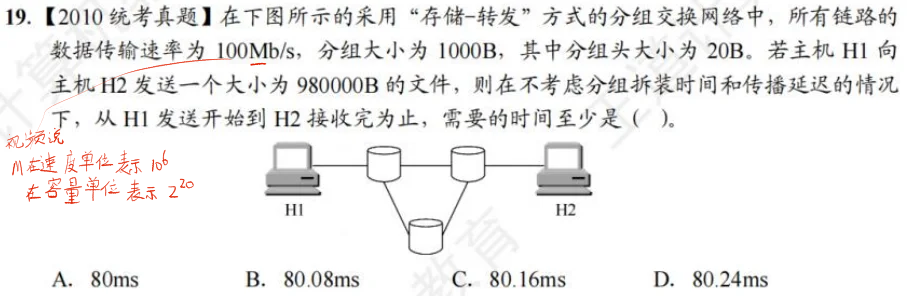 19.【2010 统考真题】在下图所示的采用“存储-转发”方式的分组交换网络中，所有链路的
数据传输速率为 100Mb/s，分组大小为 1000B，其中分组头大小为 20B。若主机 H1 向
主机 H2 发送一个大小为 980000B 的文件，则在不考虑分组拆装时间和传播延迟的情况
下，从 H1 发送开始到 H2 接收完为止，需要的时间至少是（ ）。
视频说
M在速度单位表示 10⁶
在容量单位表示 2²⁰
H1
H2
A. 80ms B. 80.08ms C. 80.16ms D. 80.24ms
教育